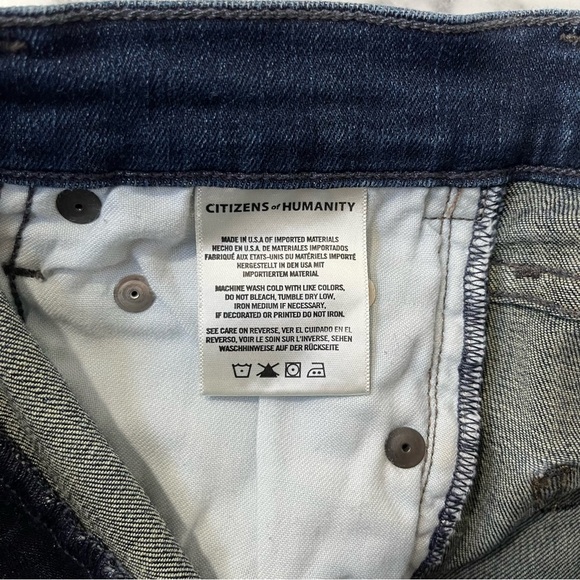 CITIZENS of HUMANITY
MADE IN U.S.A OF IMPORTED MATERIALS
HECHO EN U.S.A. DE MATERIALES IMPORTADOS
FABRIQUÉ AUX ETATS-UNIS DU MATÉRIELS IMPORTÉ
HERGESTELLT IN DEN USA MIT
IMPORTIERTEM MATERIAL
MACHINE WASH COLD WITH LIKE COLORS,
DO NOT BLEACH, TUMBLE DRY LOW,
IRON MEDIUM IF NECESSARY,
IF DECORATED OR PRINTED DO NOT IRON.
SEE CARE ON REVERSE, VER EL CUIDADO EN EL
REVERSO, VOIR LE SOIN SUR L'INVERSE, SEHEN
WASCHHINWEISE AUF DER RÜCKSEITE